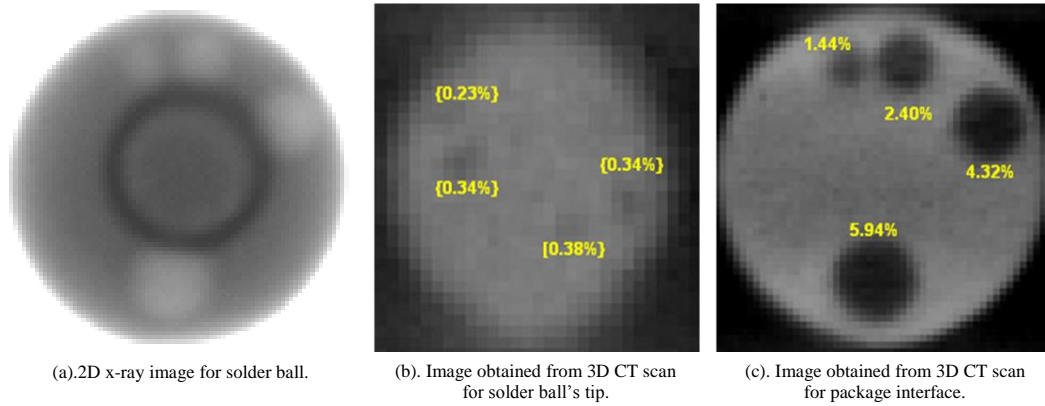 {0.23%}
{0.34%}
{0.34%}
[0.38%}
1.44%
2.40%
4.32%
5.94%
(a).2D x-ray image for solder ball.
(b). Image obtained from 3D CT scan
for solder ball's tip.
(c). Image obtained from 3D CT scan
for package interface.